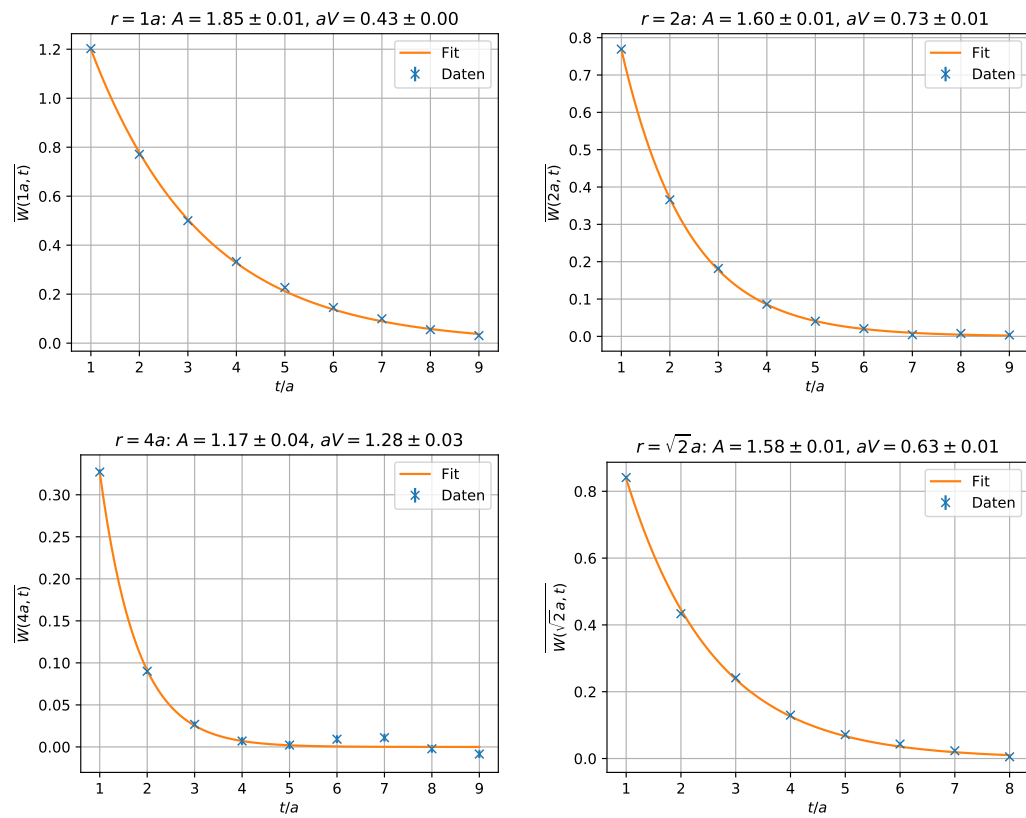 r = 1a: A = 1.85 ± 0.01, aV = 0.43 ± 0.00
1.2
1.0
0.8
0.6
0.4
0.2
0.0
W(1a, t)
Fit
Daten
1 2 3 4 5 6 7 8 9
t/a
r = 2a: A = 1.60 ± 0.01, aV = 0.73 ± 0.01
0.8
0.7
0.6
0.5
0.4
0.3
0.2
0.1
0.0
W(2a, t)
Fit
Daten
1 2 3 4 5 6 7 8 9
t/a
r = 4a: A = 1.17 ± 0.04, aV = 1.28 ± 0.03
0.30
0.25
0.20
0.15
0.10
0.05
0.00
W(4a, t)
Fit
Daten
1 2 3 4 5 6 7 8 9
t/a
r = √2a: A = 1.58 ± 0.01, aV = 0.63 ± 0.01
0.8
0.6
0.4
0.2
0.0
W(√2a, t)
Fit
Daten
1 2 3 4 5 6 7 8
t/a